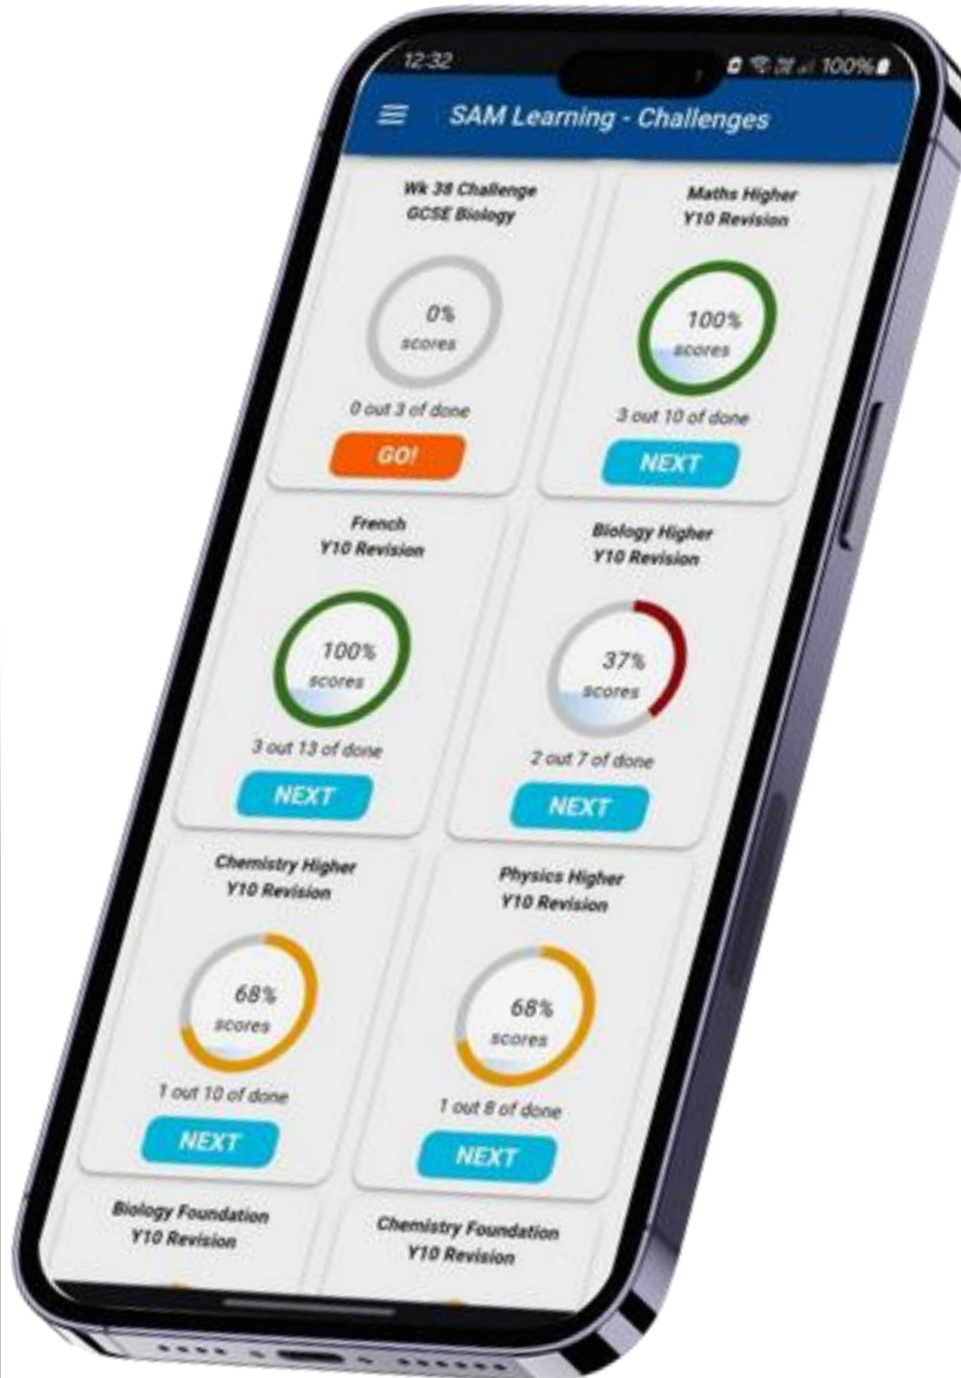 12:32
100%
SAM Learning - Challenges
Wk 38 Challenge
GCSE Biology
0%
scores
0 out 3 of done
GO!
Maths Higher
Y10 Revision
100%
scores
3 out 10 of done
NEXT
French
Y10 Revision
100%
scores
3 out 13 of done
NEXT
Biology Higher
Y10 Revision
37%
scores
2 out 7 of done
NEXT
Chemistry Higher
Y10 Revision
68%
scores
1 out 10 of done
NEXT
Physics Higher
Y10 Revision
68%
scores
1 out 8 of done
NEXT
Biology Foundation
Y10 Revision
Chemistry Foundation
Y10 Revision